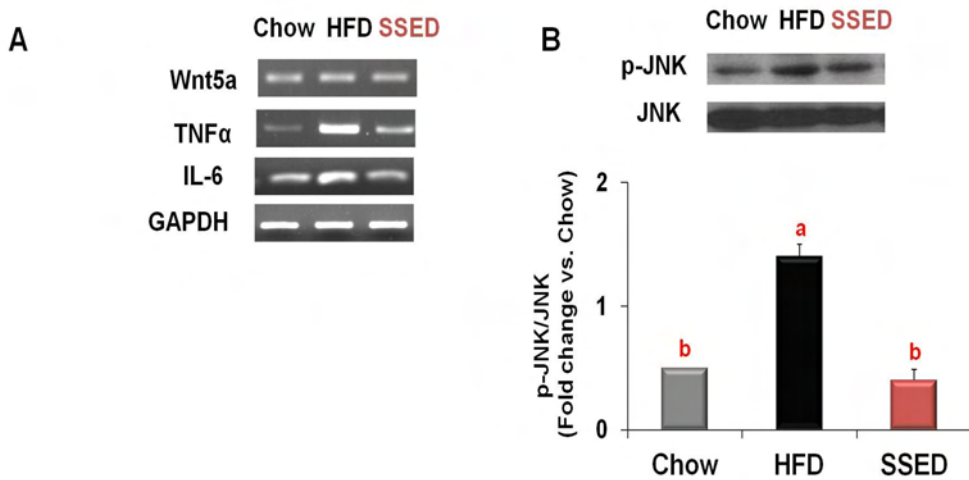 A
Chow HFD SSED
Wnt5a
TNFα
IL-6
GAPDH
B
Chow HFD SSED
p-JNK
JNK
p-JNK/JNK
(Fold change vs. Chow)
2
1
0
b
a
b
Chow HFD SSED